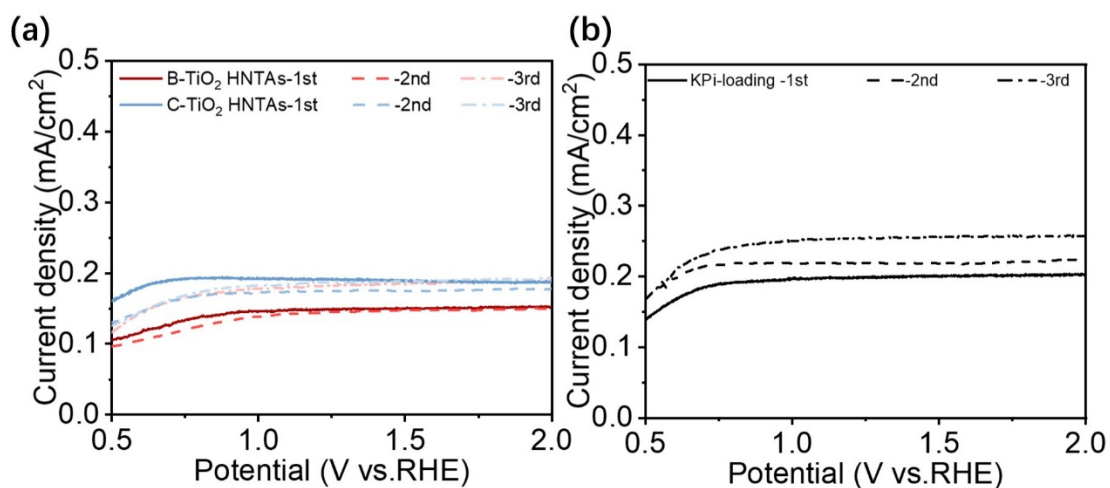 (a)
B-TiO₂ HNTAs-1st -2nd -3rd
C-TiO₂ HNTAs-1st -2nd -3rd
Current density (mA/cm²)
0.5
0.4
0.3
0.2
0.1
0.0
0.5 1.0 1.5 2.0
Potential (V vs.RHE)
(b)
KPi-loading -1st -2nd -3rd
Current density (mA/cm²)
0.5
0.4
0.3
0.2
0.1
0.0
0.5 1.0 1.5 2.0
Potential (V vs.RHE)